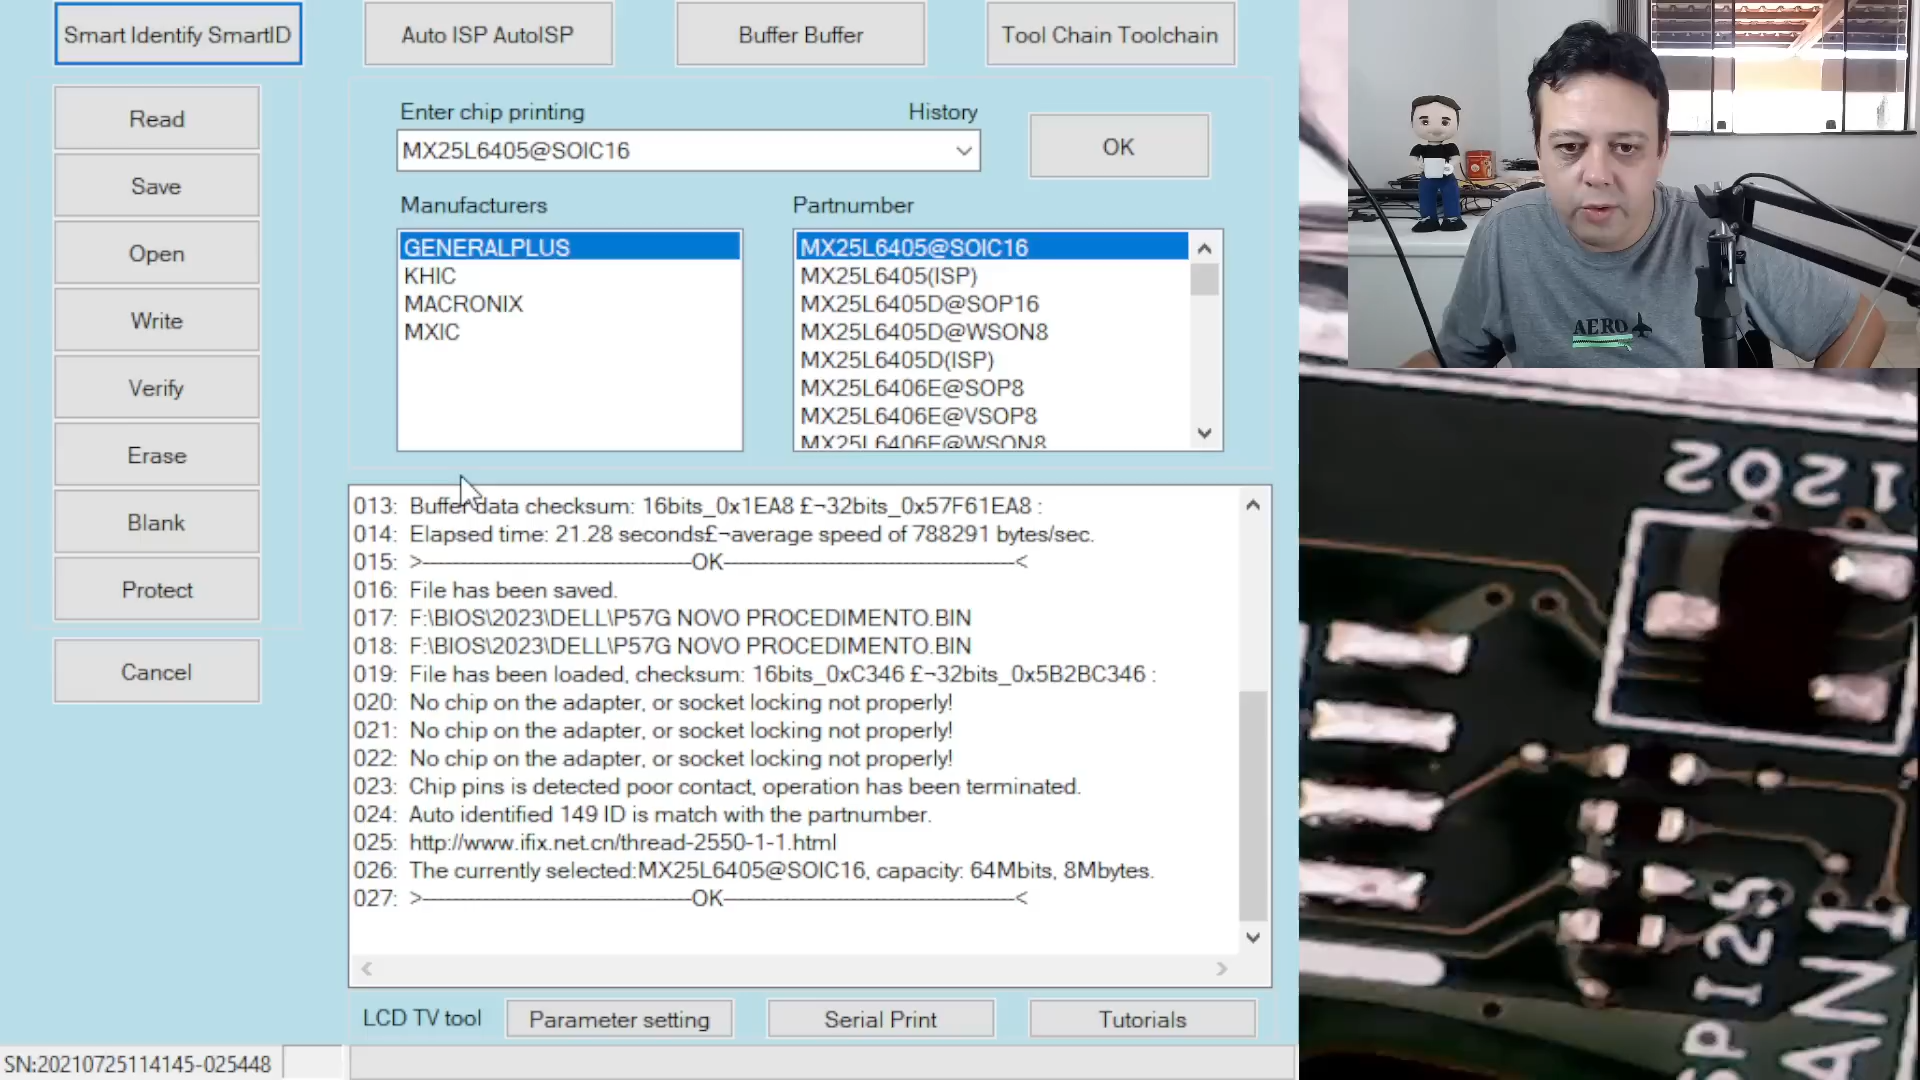 Smart Identify SmartID
Auto ISP AutoISP
Buffer Buffer
Tool Chain Toolchain
Read
Save
Open
Write
Verify
Erase
Blank
Protect
Cancel
Enter chip printing
History
MX25L6405@SOIC16
OK
Manufacturers
GENERALPLUS
KHIC
MACRONIX
MXIC
Partnumber
MX25L6405@SOIC16
MX25L6405(ISP)
MX25L6405D@SOP16
MX25L6405D@WSON8
MX25L6405D(ISP)
MX25L6406E@SOP8
MX25L6406E@VSOP8
MX25L6406E@WSON8
013: Buffer data checksum: 16bits_0x1EA8 £¬32bits_0x57F61EA8 :
014: Elapsed time: 21.28 seconds£¬average speed of 788291 bytes/sec.
015: >————————————OK————————————<
016: File has been saved.
017: F:\BIOS\2023\DELL\P57G NOVO PROCEDIMENTO.BIN
018: F:\BIOS\2023\DELL\P57G NOVO PROCEDIMENTO.BIN
019: File has been loaded, checksum: 16bits_0xC346 £¬32bits_0x5B2BC346 :
020: No chip on the adapter, or socket locking not properly!
021: No chip on the adapter, or socket locking not properly!
022: No chip on the adapter, or socket locking not properly!
023: Chip pins is detected poor contact, operation has been terminated.
024: Auto identified 149 ID is match with the partnumber.
025: http://www.ifix.net.cn/thread-2550-1-1.html
026: The currently selected:MX25L6405@SOIC16, capacity: 64Mbits, 8Mbytes.
027: >————————————OK————————————<
LCD TV tool
Parameter setting
Serial Print
Tutorials
SN:20210725114145-025448
AERO